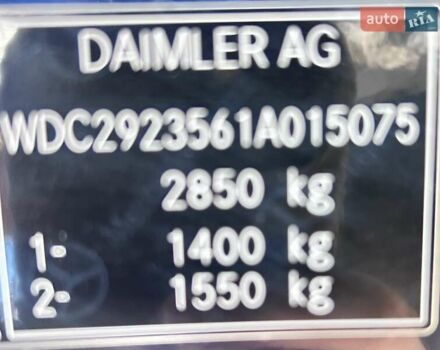 auto RIA
DAIMLER AG
WDC2923561A015075
2850 kg
1- 1400 kg
2- 1550 kg